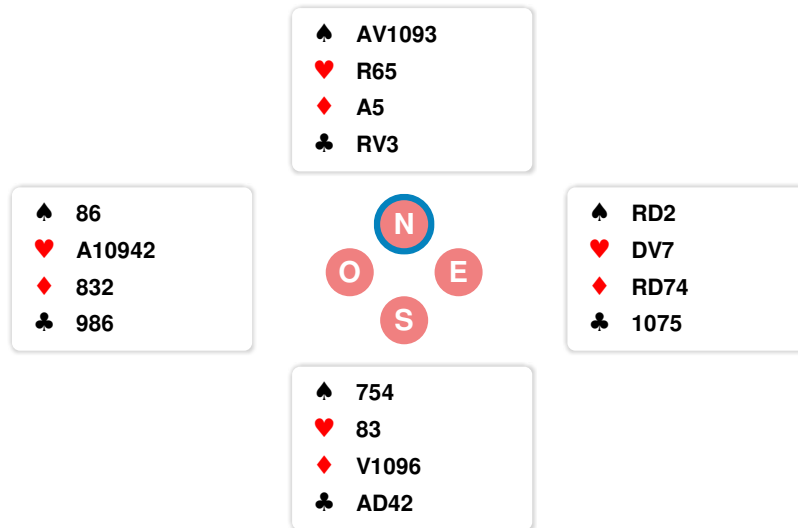 ♠ AV1093
♥ R65
♦ A5
♣ RV3
♠ 86
♥ A10942
♦ 832
♣ 986
N
O
E
S
♠ RD2
♥ DV7
♦ RD74
♣ 1075
♠ 754
♥ 83
♦ V1096
♣ AD42